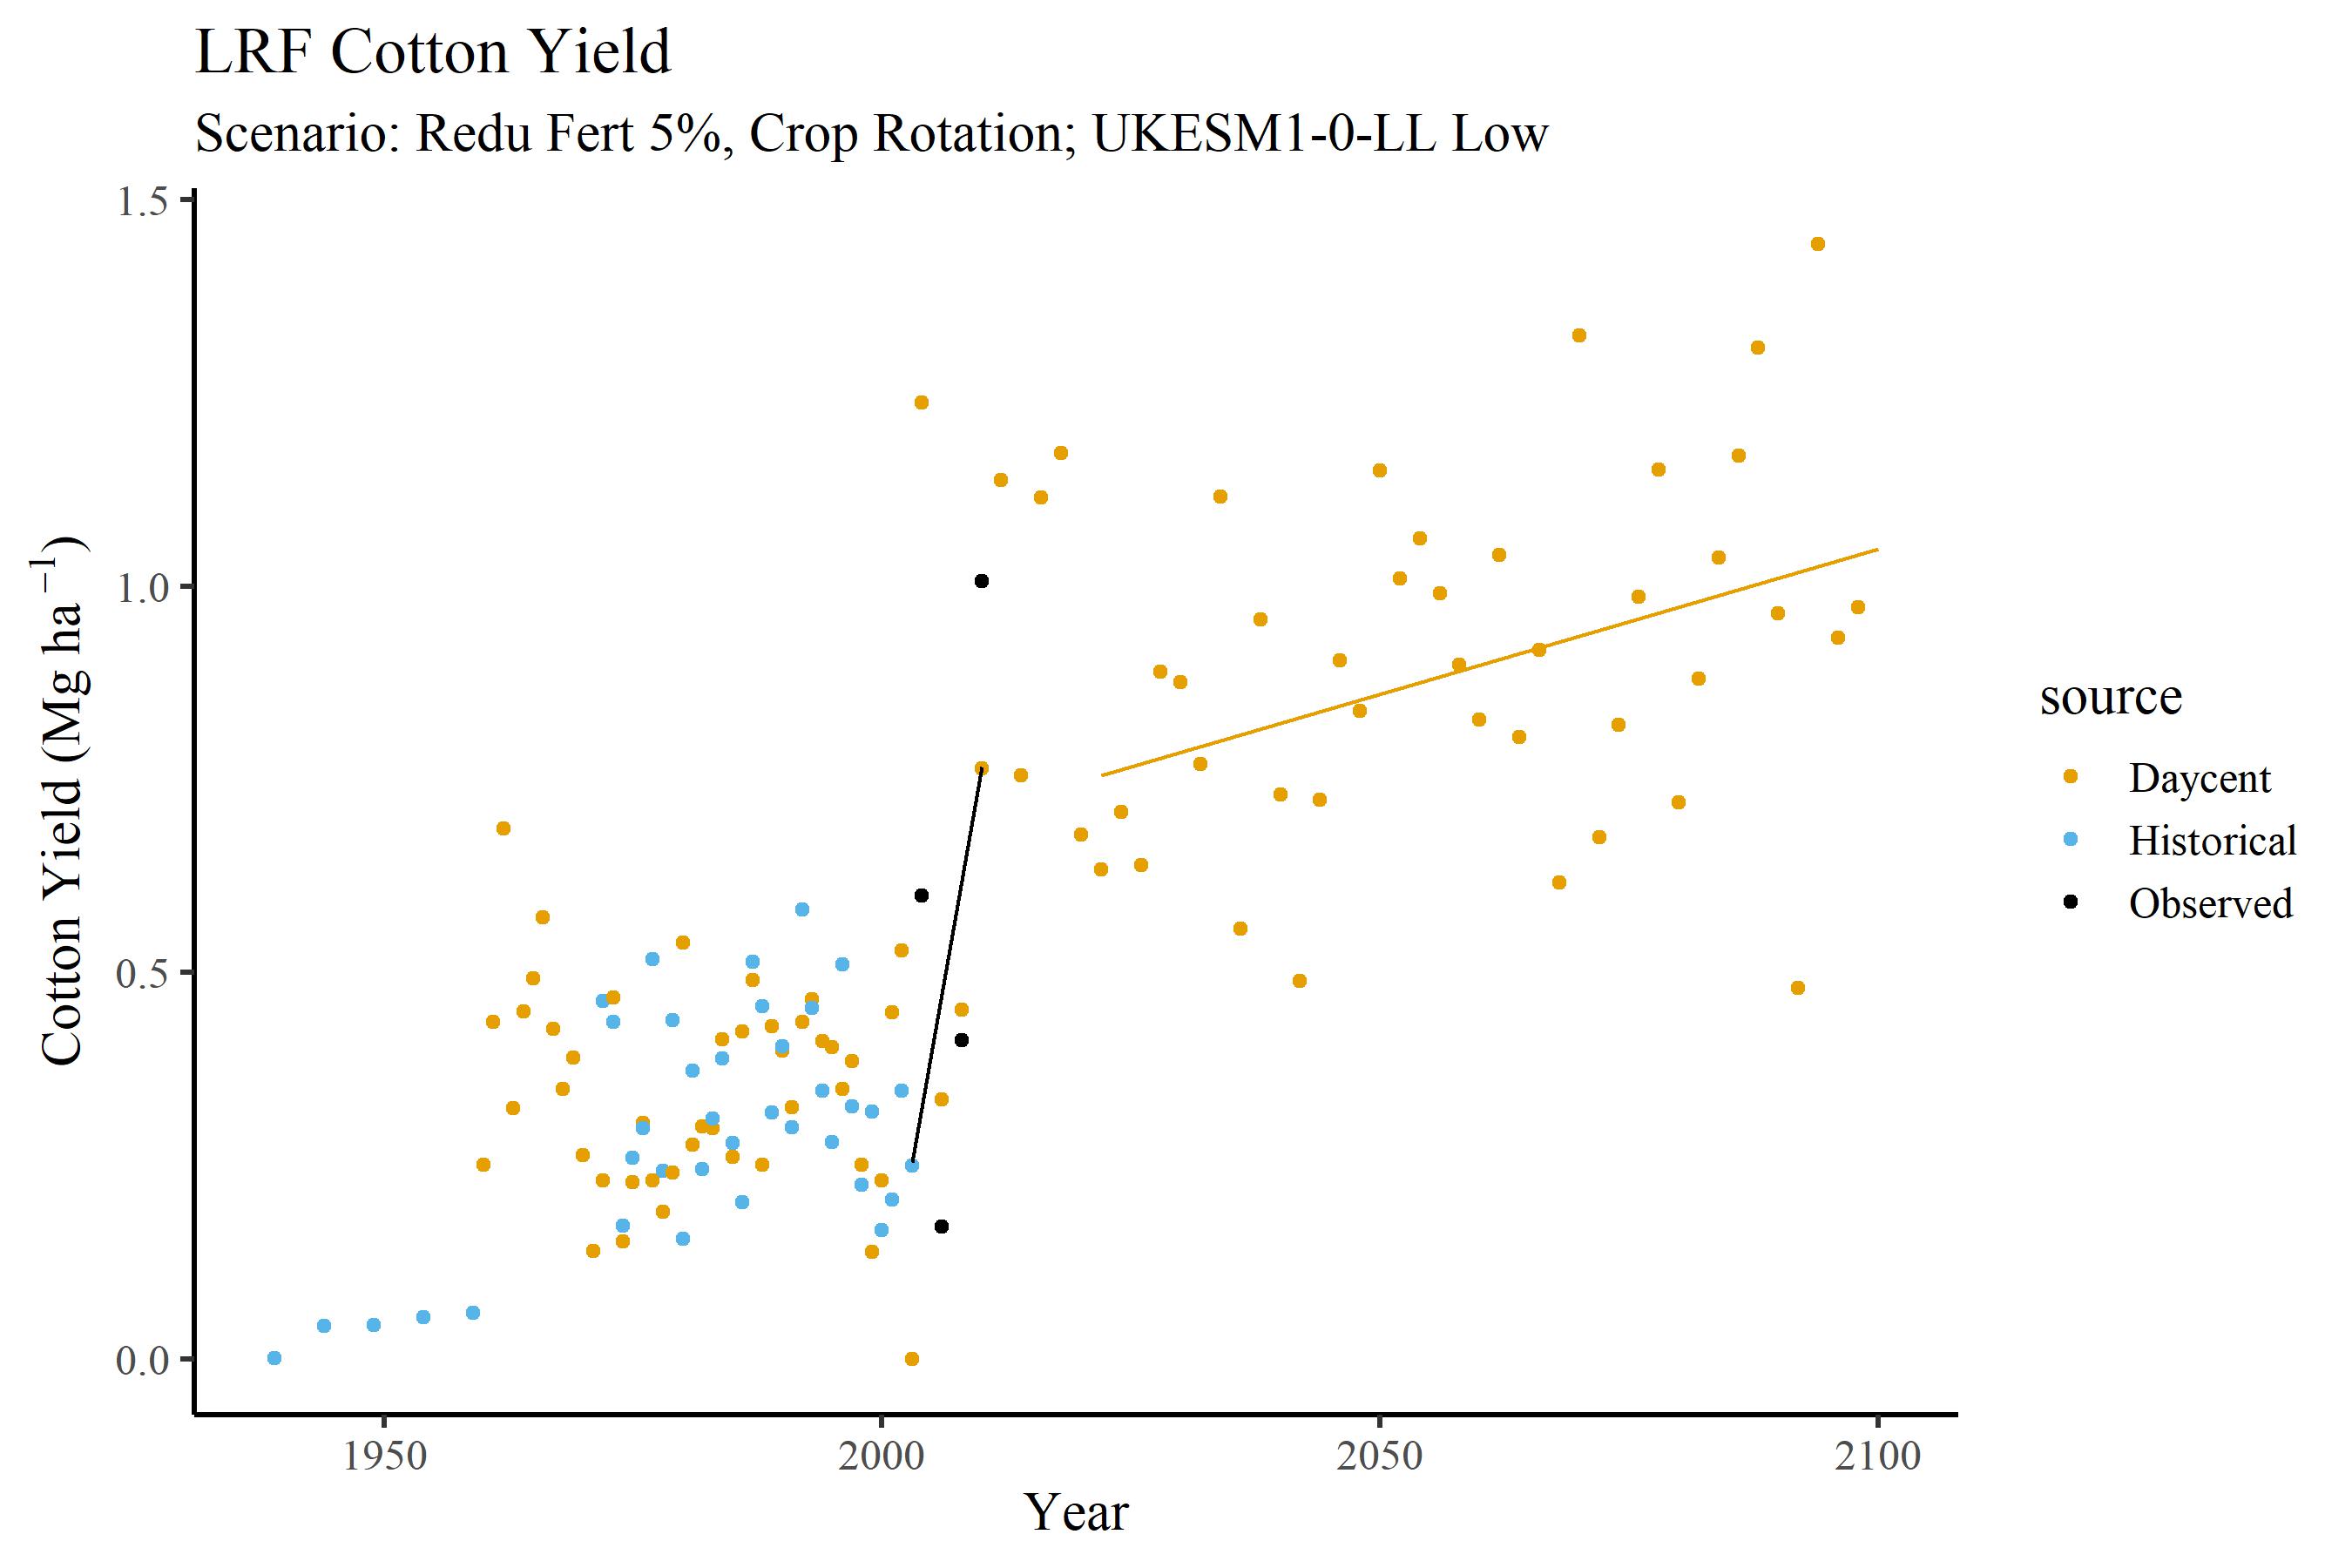 LRF Cotton Yield
Scenario: Redu Fert 5%, Crop Rotation; UKESM1-0-LL Low
Cotton Yield (Mg ha⁻¹)
1.5
1.0
0.5
0.0
1950 2000 2050 2100
Year
source
Daycent
Historical
Observed